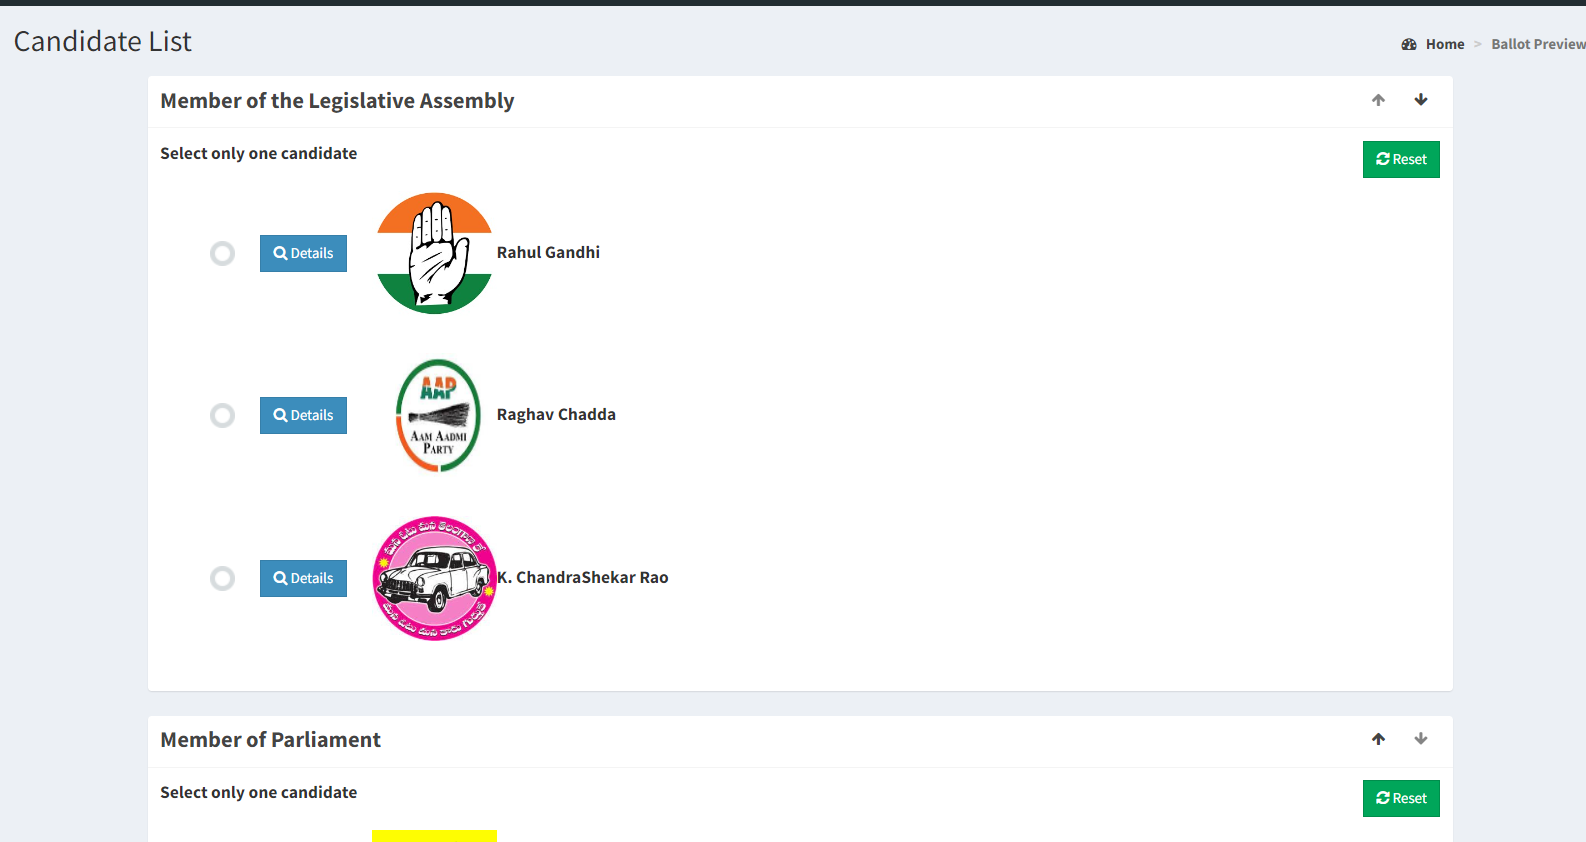 Candidate List
Home > Ballot Preview
Member of the Legislative Assembly
Select only one candidate
Reset
Details
Rahul Gandhi
Details
AAP
AAM AADMI
PARTY
Raghav Chadda
Details
K. ChandraShekar Rao
Member of Parliament
Select only one candidate
Reset